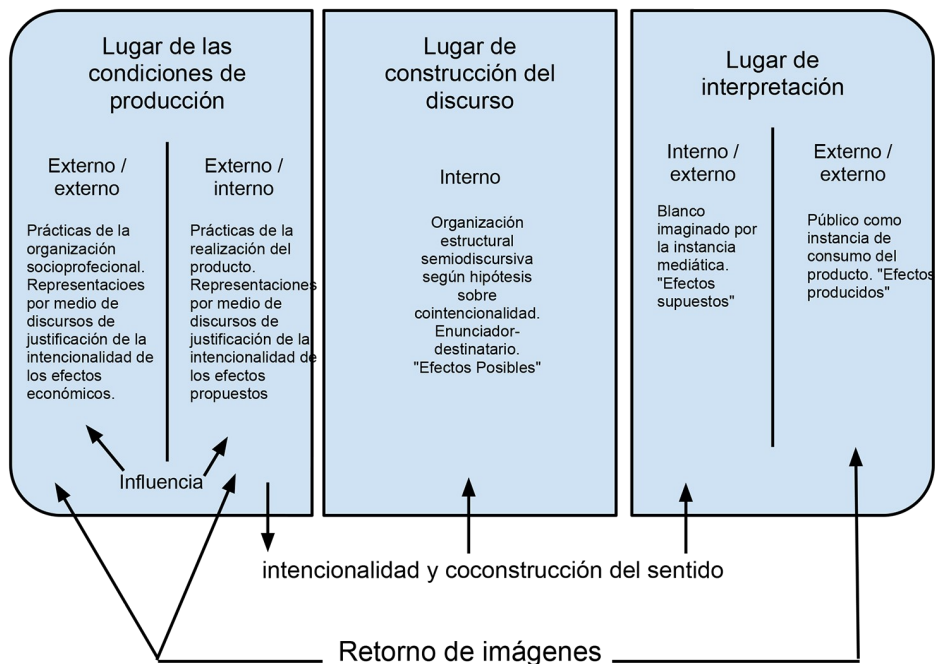 Lugar de las
condiciones de
producción
Externo /
externo
Prácticas de la
organización
socioprofecional.
Representacioes
por medio de
discursos de
justificación de la
intencionalidad de
los efectos
económicos.
Externo /
interno
Prácticas de la
realización del
producto.
Representaciones
por medio de
discursos de
justificación de la
intencionalidad de
los efectos
propuestos
Influencia
Lugar de
construcción del
discurso
Interno
Organización
estructural
semiodiscursiva
según hipótesis
sobre
cointencionalidad.
Enunciador-
destinatario.
"Efectos Posibles"
Lugar de
interpretación
Interno /
externo
Blanco
imaginado por
la instancia
mediática.
"Efectos
supuestos"
Externo /
externo
Público como
instancia de
consumo del
producto. "Efectos
producidos"
intencionalidad y coconstrucción del sentido
Retorno de imágenes